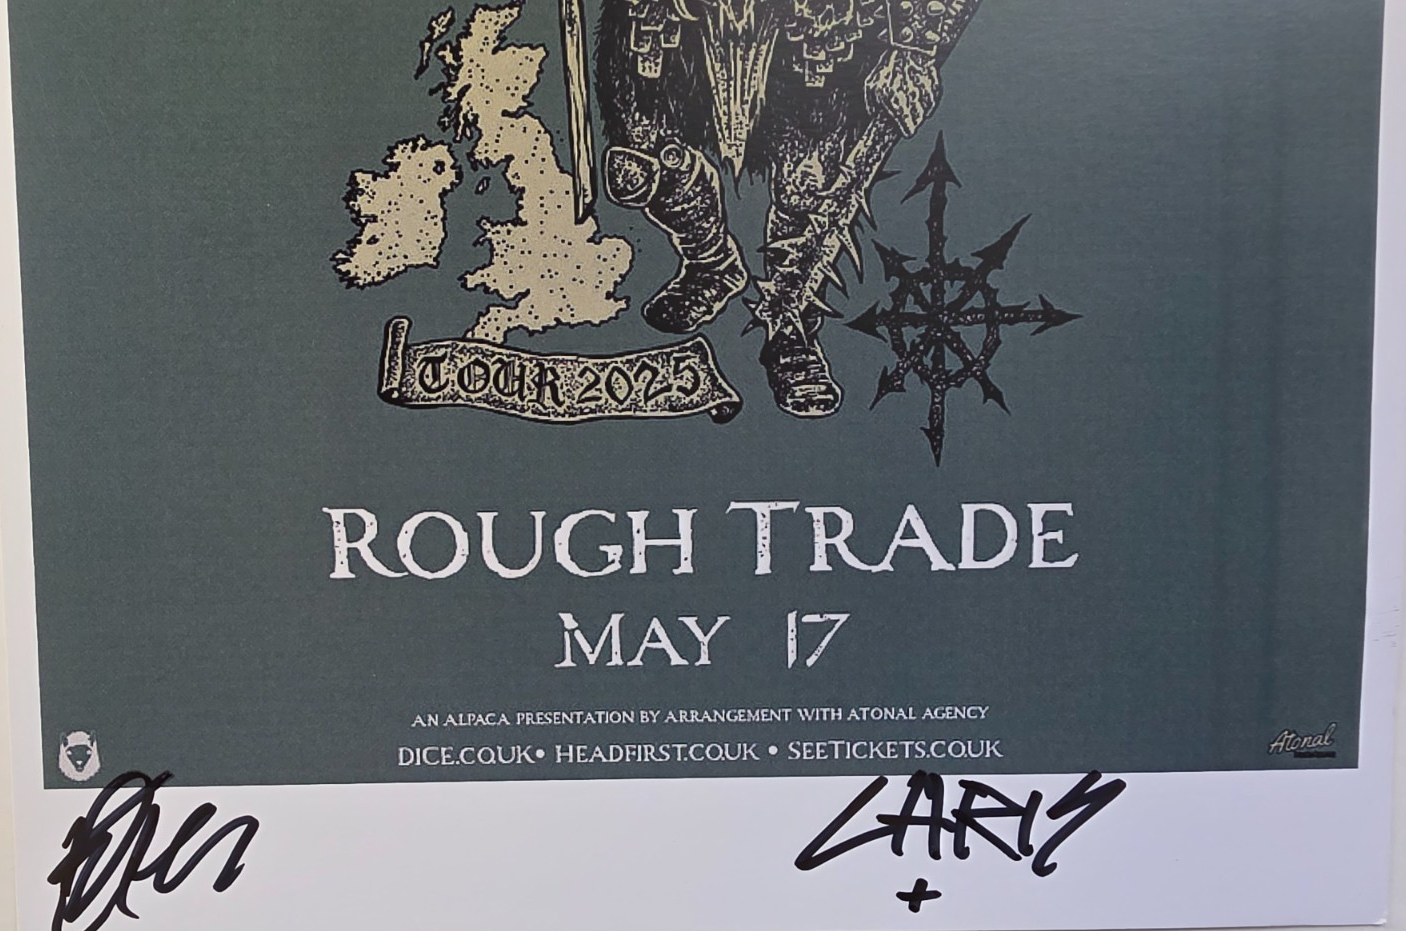 TOUR 2025
ROUGH TRADE
MAY 17
AN ALPACA PRESENTATION BY ARRANGEMENT WITH ATONAL AGENCY
DICE.CO.UK • HEADFIRST.CO.UK • SEETICKETS.CO.UK
Atonal
LARIS
+